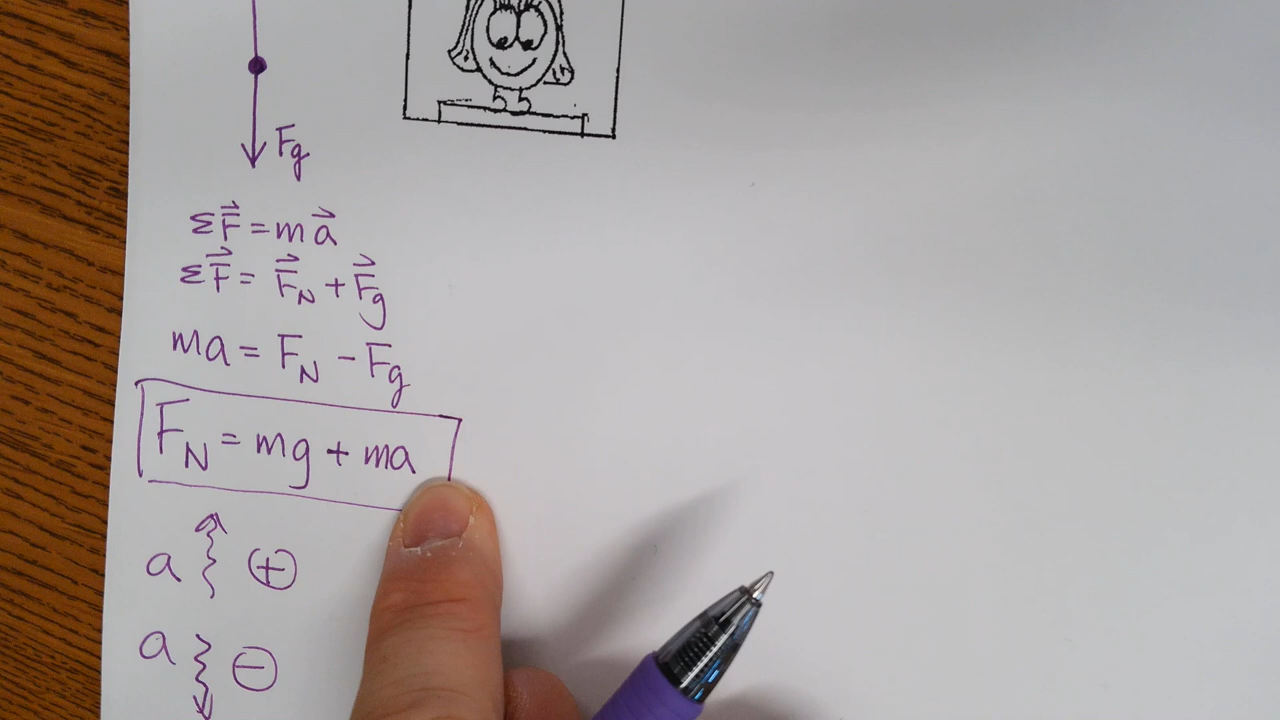 Fg
ΣF⃗ = ma⃗
ΣF⃗ = F⃗N + F⃗g
ma = FN - Fg
FN = mg + ma
a ↑ ⊕
a ↓ ⊖